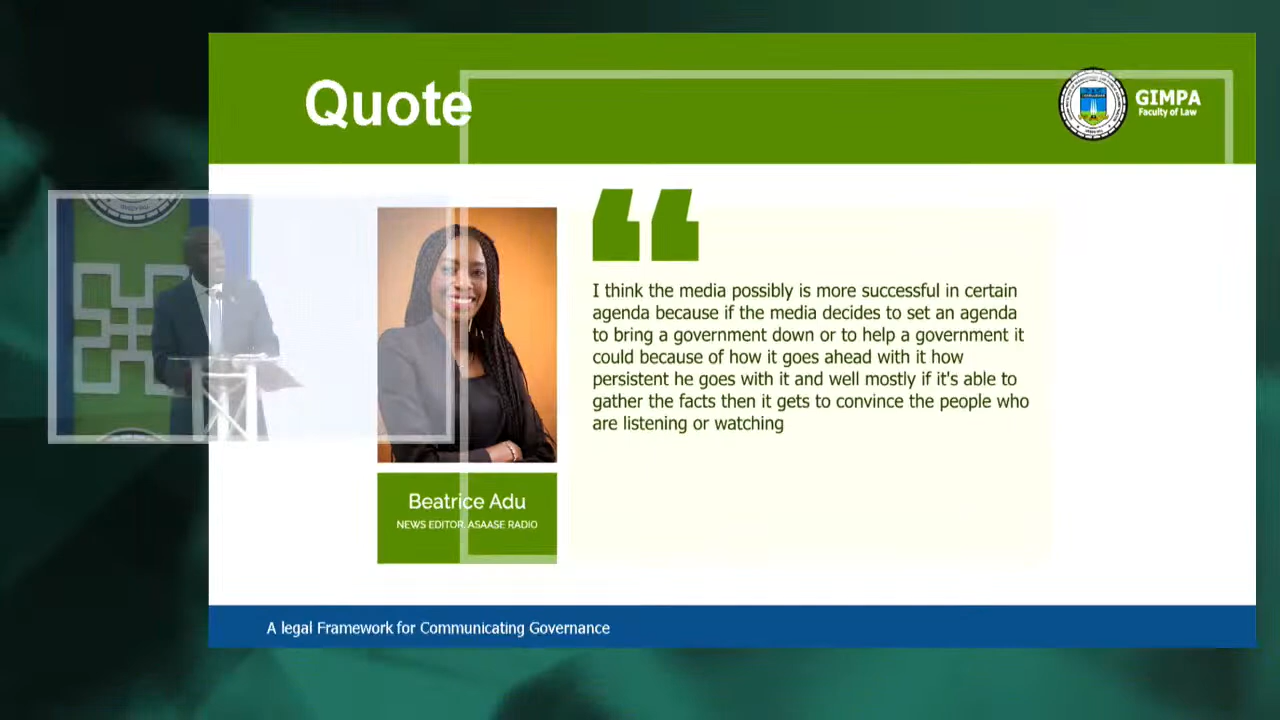 Quote
GIMPA
Faculty of Law
I think the media possibly is more successful in certain
agenda because if the media decides to set an agenda
to bring a government down or to help a government it
could because of how it goes ahead with it how
persistent he goes with it and well mostly if it's able to
gather the facts then it gets to convince the people who
are listening or watching
Beatrice Adu
NEWS EDITOR, ASAASE RADIO
A legal Framework for Communicating Governance